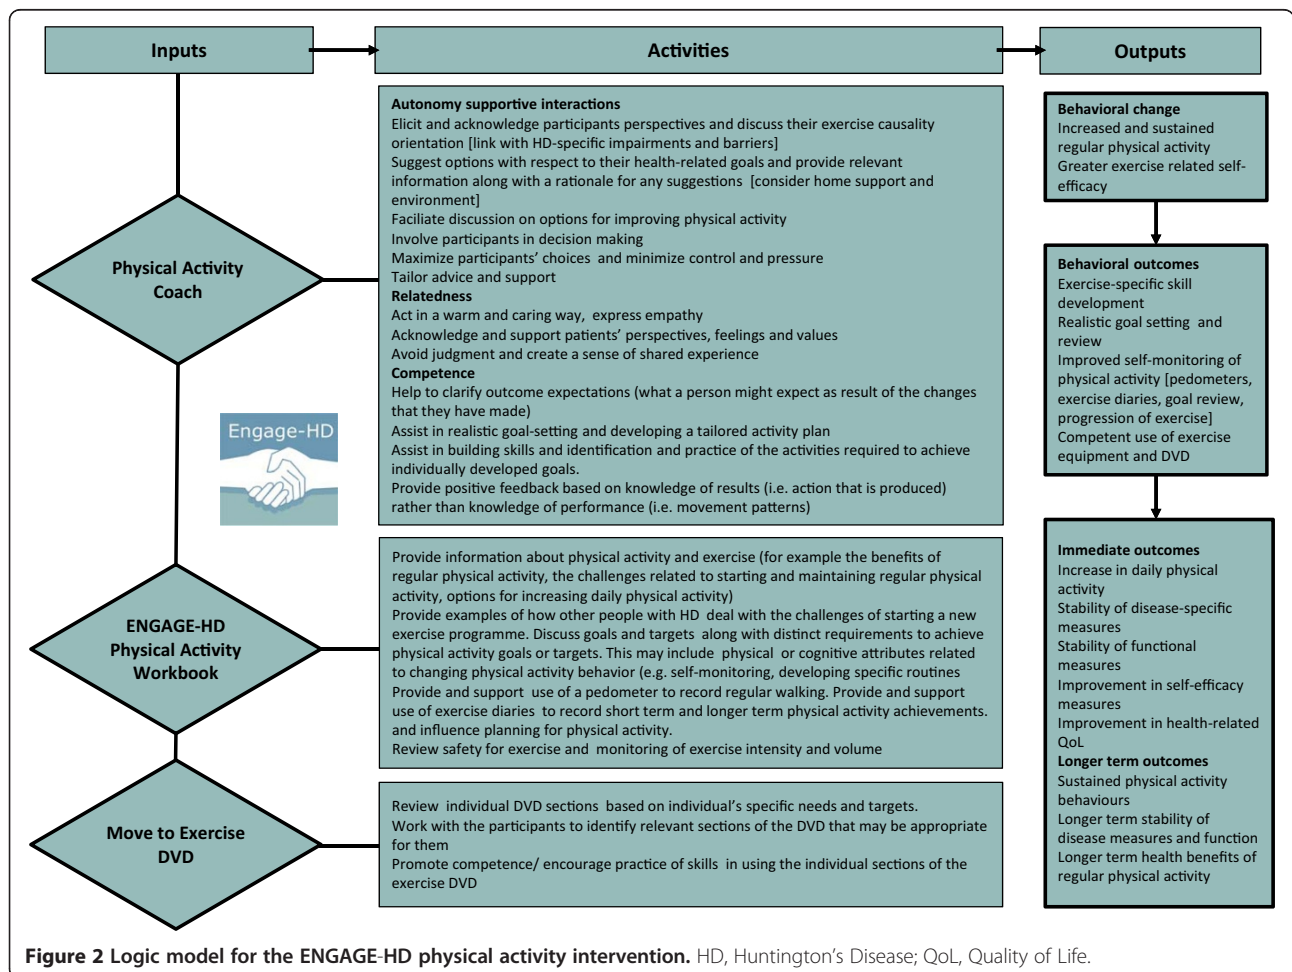 Inputs
Activities
Outputs
Physical Activity
Coach
Autonomy supportive interactions
Elicit and acknowledge participants perspectives and discuss their exercise causality
orientation [link with HD-specific impairments and barriers]
Suggest options with respect to their health-related goals and provide relevant
information along with a rationale for any suggestions [consider home support and
environment]
Faciliate discussion on options for improving physical activity
Involve participants in decision making
Maximize participants' choices and minimize control and pressure
Tailor advice and support
Relatedness
Act in a warm and caring way, express empathy
Acknowledge and support patients' perspectives, feelings and values
Avoid judgment and create a sense of shared experience
Competence
Help to clarify outcome expectations (what a person might expect as result of the changes
that they have made)
Assist in realistic goal-setting and developing a tailored activity plan
Assist in building skills and identification and practice of the activities required to achieve
individually developed goals.
Provide positive feedback based on knowledge of results (i.e. action that is produced)
rather than knowledge of performance (i.e. movement patterns)
Engage-HD
ENGAGE-HD
Physical Activity
Workbook
Provide information about physical activity and exercise (for example the benefits of
regular physical activity, the challenges related to starting and maintaining regular physical
activity, options for increasing daily physical activity)
Provide examples of how other people with HD deal with the challenges of starting a new
exercise programme. Discuss goals and targets along with distinct requirements to achieve
physical activity goals or targets. This may include physical or cognitive attributes related
to changing physical activity behavior (e.g. self-monitoring, developing specific routines
Provide and support use of a pedometer to record regular walking. Provide and support
use of exercise diaries to record short term and longer term physical activity achievements.
and influence planning for physical activity.
Review safety for exercise and monitoring of exercise intensity and volume
Move to Exercise
DVD
Review individual DVD sections based on individual's specific needs and targets.
Work with the participants to identify relevant sections of the DVD that may be appropriate
for them
Promote competence/ encourage practice of skills in using the individual sections of the
exercise DVD
Behavioral change
Increased and sustained
regular physical activity
Greater exercise related self-
efficacy
Behavioral outcomes
Exercise-specific skill
development
Realistic goal setting and
review
Improved self-monitoring of
physical activity [pedometers,
exercise diaries, goal review,
progression of exercise]
Competent use of exercise
equipment and DVD
Immediate outcomes
Increase in daily physical
activity
Stability of disease-specific
measures
Stability of functional
measures
Improvement in self-efficacy
measures
Improvement in health-related
QoL
Longer term outcomes
Sustained physical activity
behaviours
Longer term stability of
disease measures and function
Longer term health benefits of
regular physical activity
Figure 2 Logic model for the ENGAGE-HD physical activity intervention. HD, Huntington's Disease; QoL, Quality of Life.